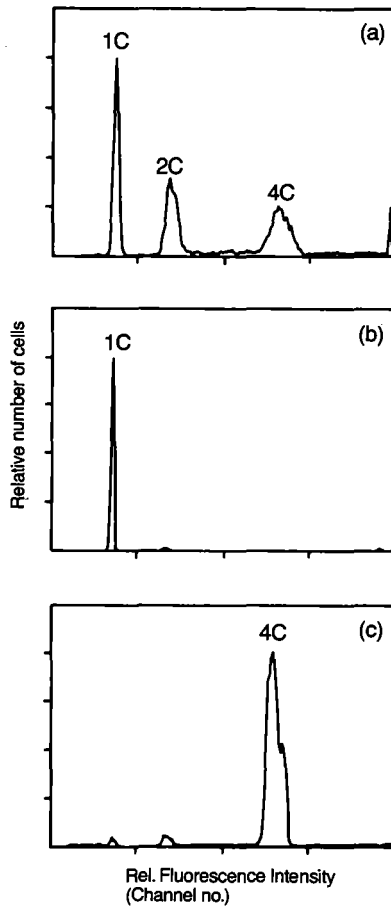 (a)
1C
2C
4C
(b)
1C
Relative number of cells
(c)
4C
Rel. Fluorescence Intensity
(Channel no.)